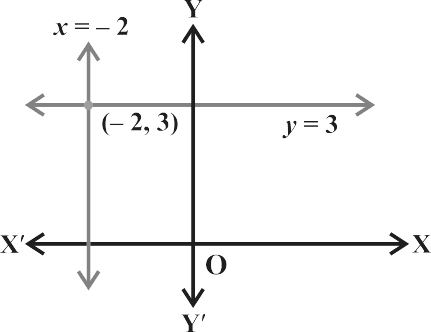 Y
x = – 2
(– 2, 3)
y = 3
X′
X
O
Y′